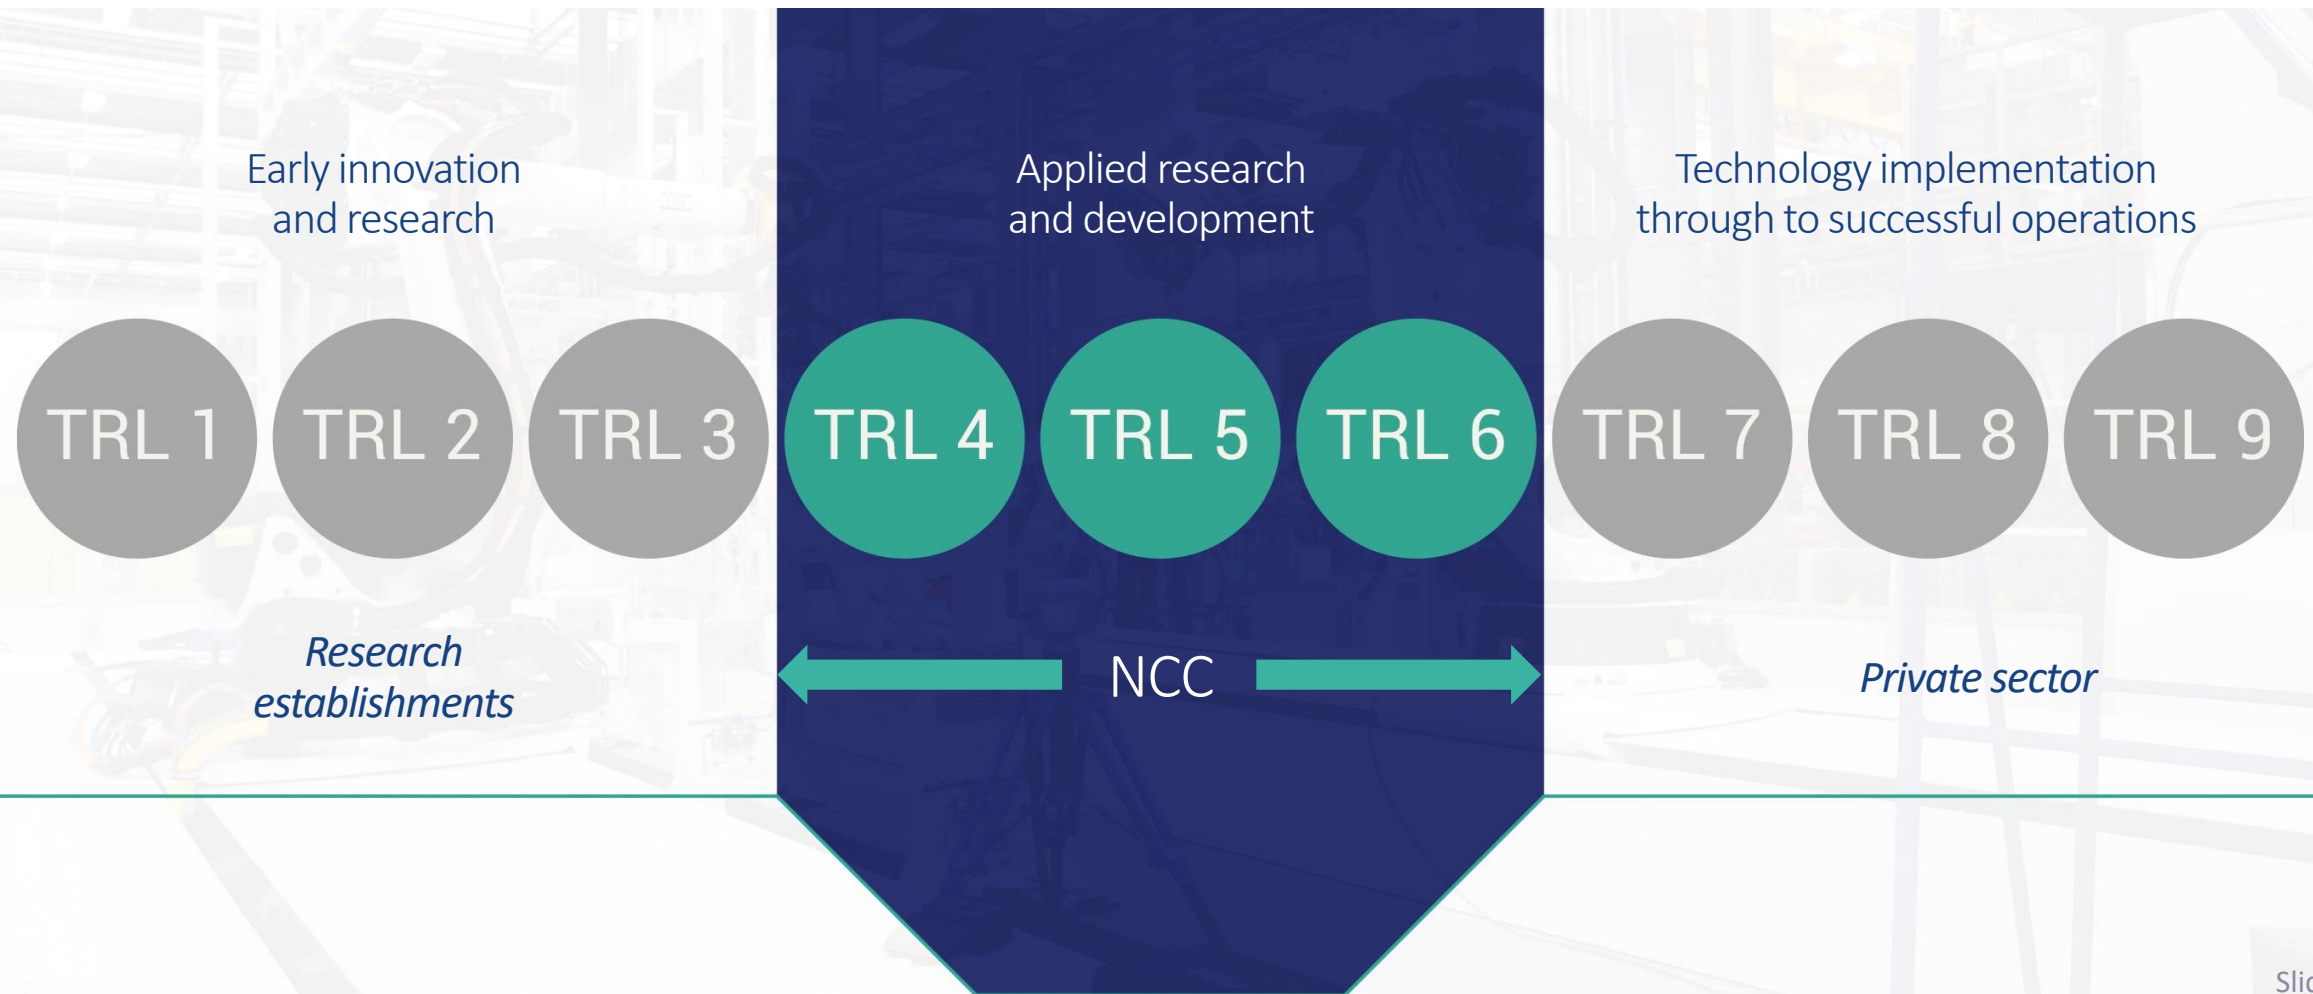 Early innovation
and research
Applied research
and development
Technology implementation
through to successful operations
TRL 1
TRL 2
TRL 3
TRL 4
TRL 5
TRL 6
TRL 7
TRL 8
TRL 9
Research
establishments
NCC
Private sector